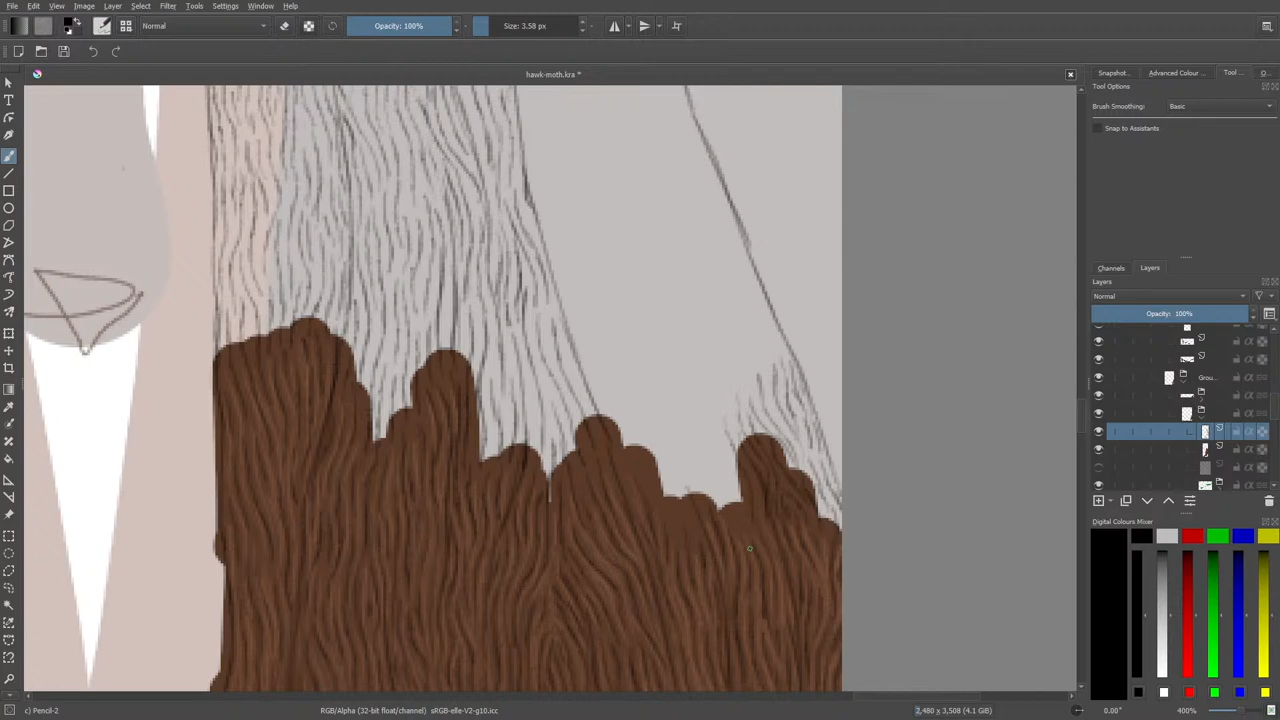 File Edit View Image Layer Select Filter Tools Settings Window Help
Normal Opacity: 100% Size: 3.58 px
hawk-moth.kra *
Snapshot... Advanced Colour ... Tool ... O...
Tool Options
Brush Smoothing: Basic
Snap to Assistants
Channels Layers
Layers
Normal
Opacity: 100%
Grou...
Digital Colours Mixer
c) Pencil-2 RGB/Alpha (32-bit float/channel) sRGB-elle-V2-g10.icc 2,480 x 3,508 (4.1 GiB) 0.00° 400%